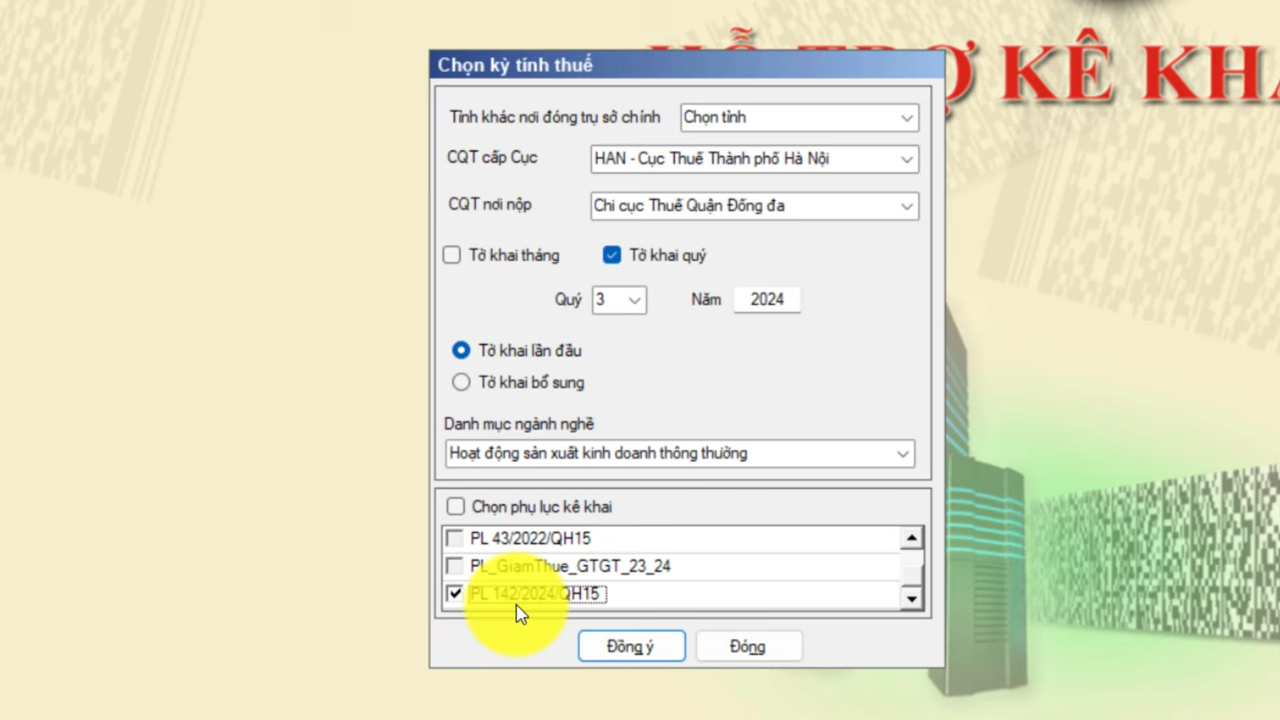 HỖ TRỢ KÊ KHA
Chọn kỳ tính thuế
Tỉnh khác nơi đóng trụ sở chính Chọn tỉnh
CQT cấp Cục HAN - Cục Thuế Thành phố Hà Nội
CQT nơi nộp Chi cục Thuế Quận Đống đa
Tờ khai tháng Tờ khai quý
Quý 3 Năm 2024
Tờ khai lần đầu
Tờ khai bổ sung
Danh mục ngành nghề
Hoạt động sản xuất kinh doanh thông thường
Chọn phụ lục kê khai
PL 43/2022/QH15
PL_GiamThue_GTGT_23_24
PL 142/2024/QH15
Đồng ý Đóng